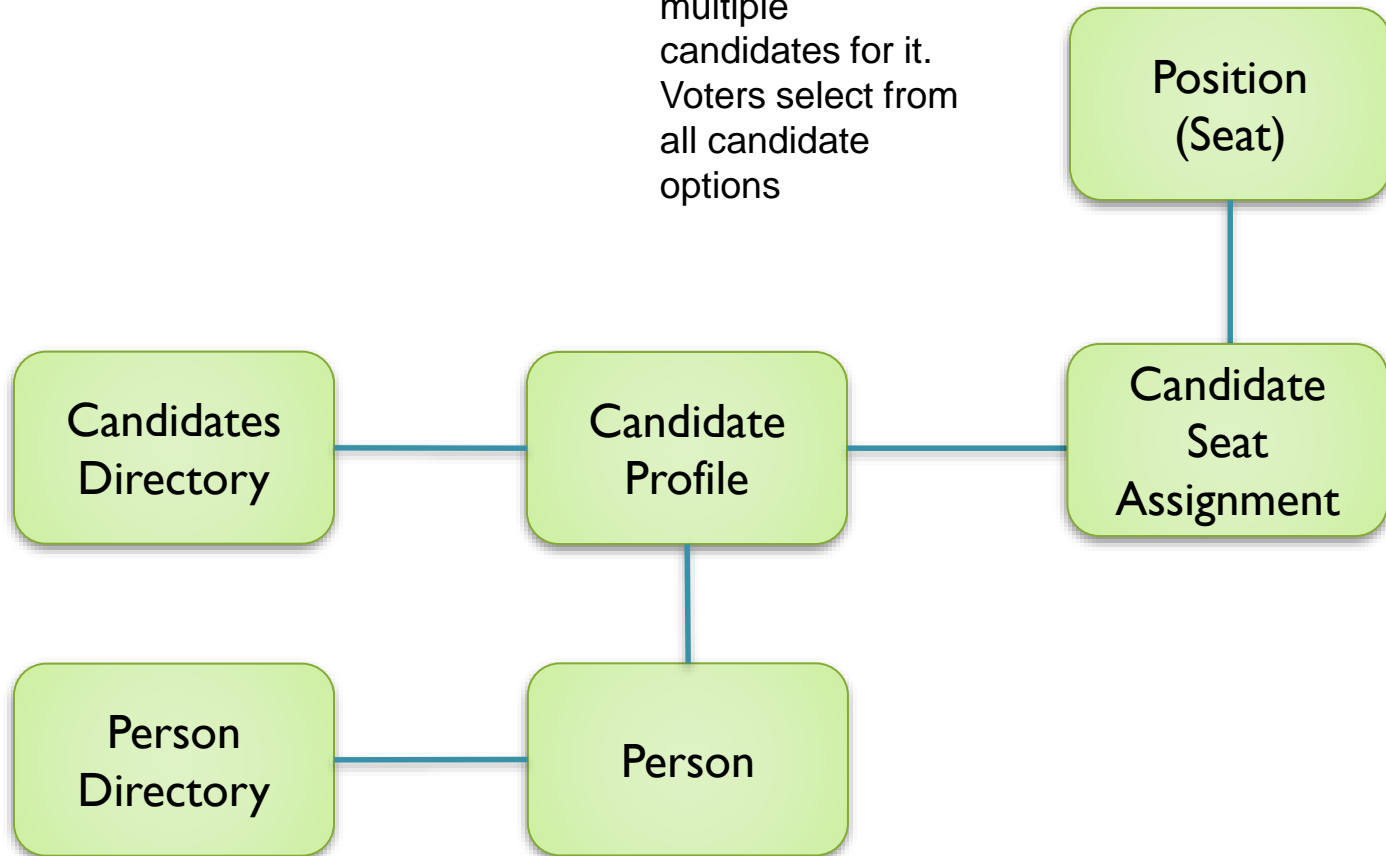 multiple
candidates for it.
Voters select from
all candidate
options
Position
(Seat)
Candidates
Directory
Candidate
Profile
Candidate
Seat
Assignment
Person
Directory
Person